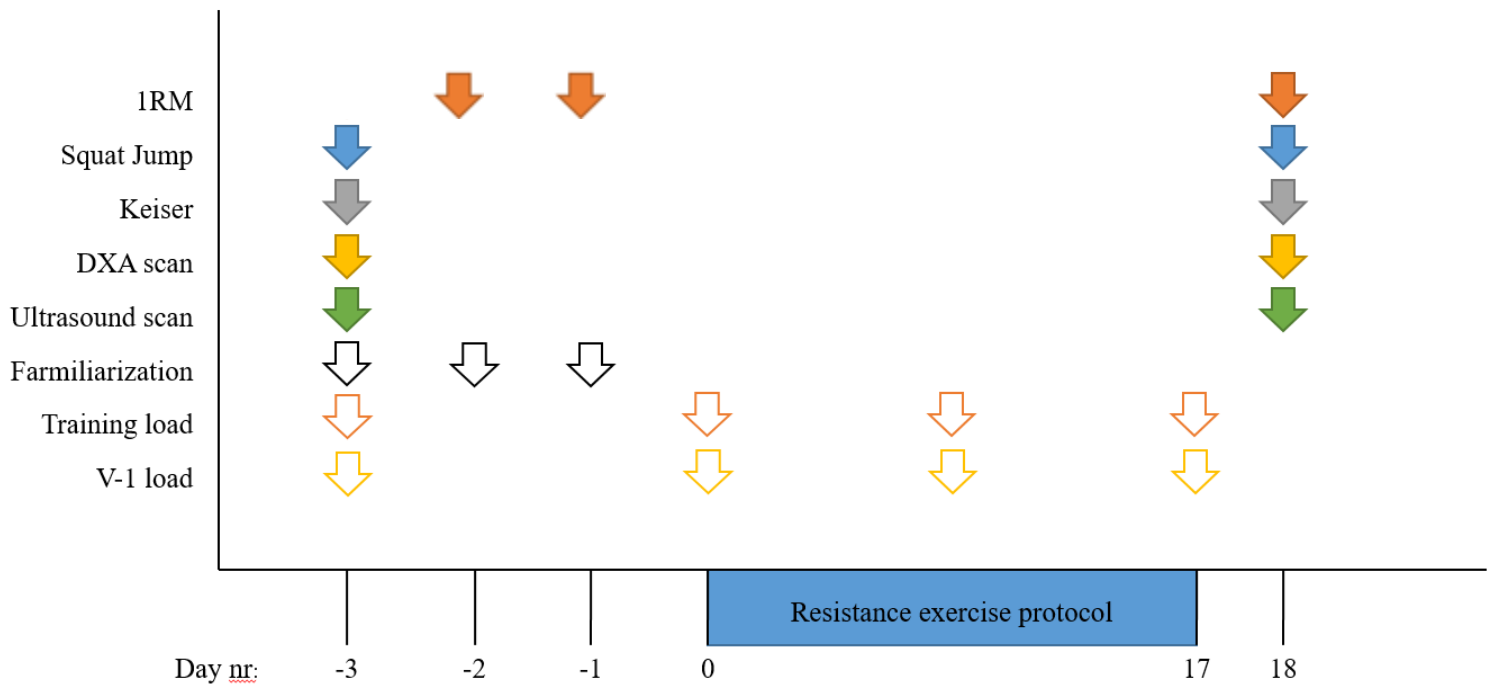 1RM
Squat Jump
Keiser
DXA scan
Ultrasound scan
Farmiliarization
Training load
V-1 load
Resistance exercise protocol
Day nr: -3 -2 -1 0 17 18